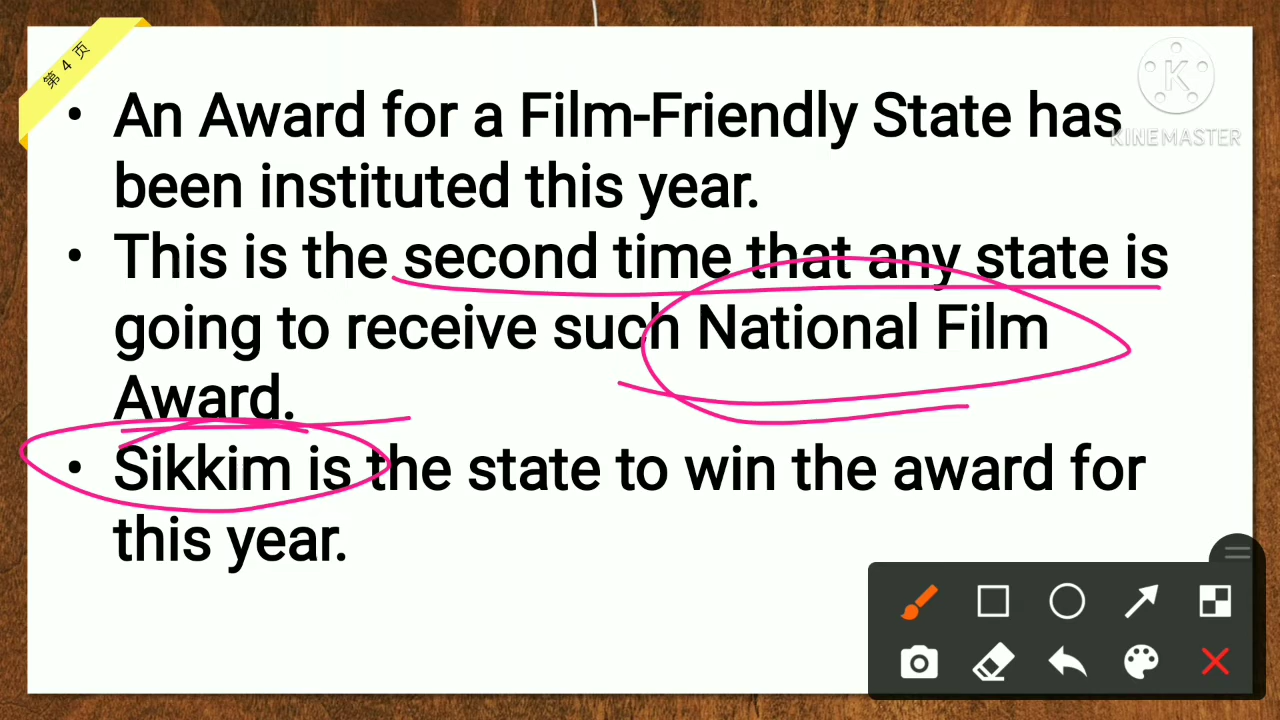 第 4 页
• An Award for a Film-Friendly State has
been instituted this year.
• This is the second time that any state is
going to receive such National Film
Award.
• Sikkim is the state to win the award for
this year.
K
KINEMASTER